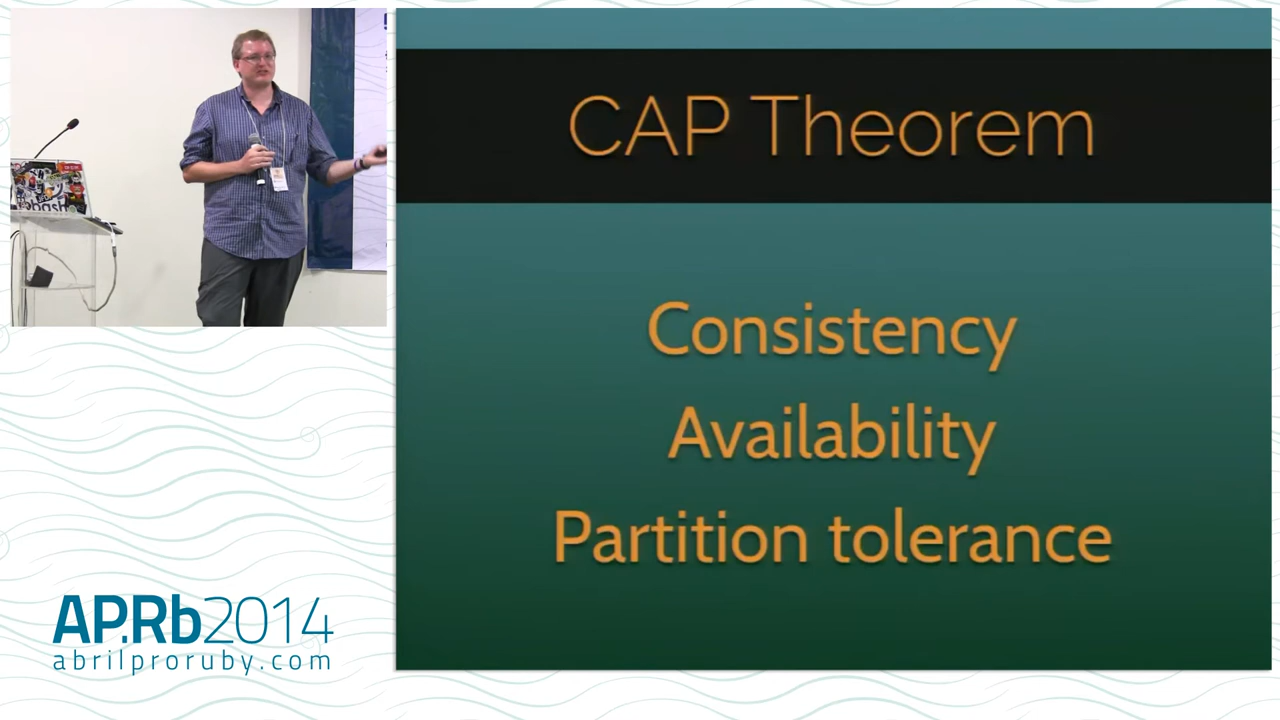 CAP Theorem
Consistency
Availability
Partition tolerance
AP.Rb2014
abrilproruby.com